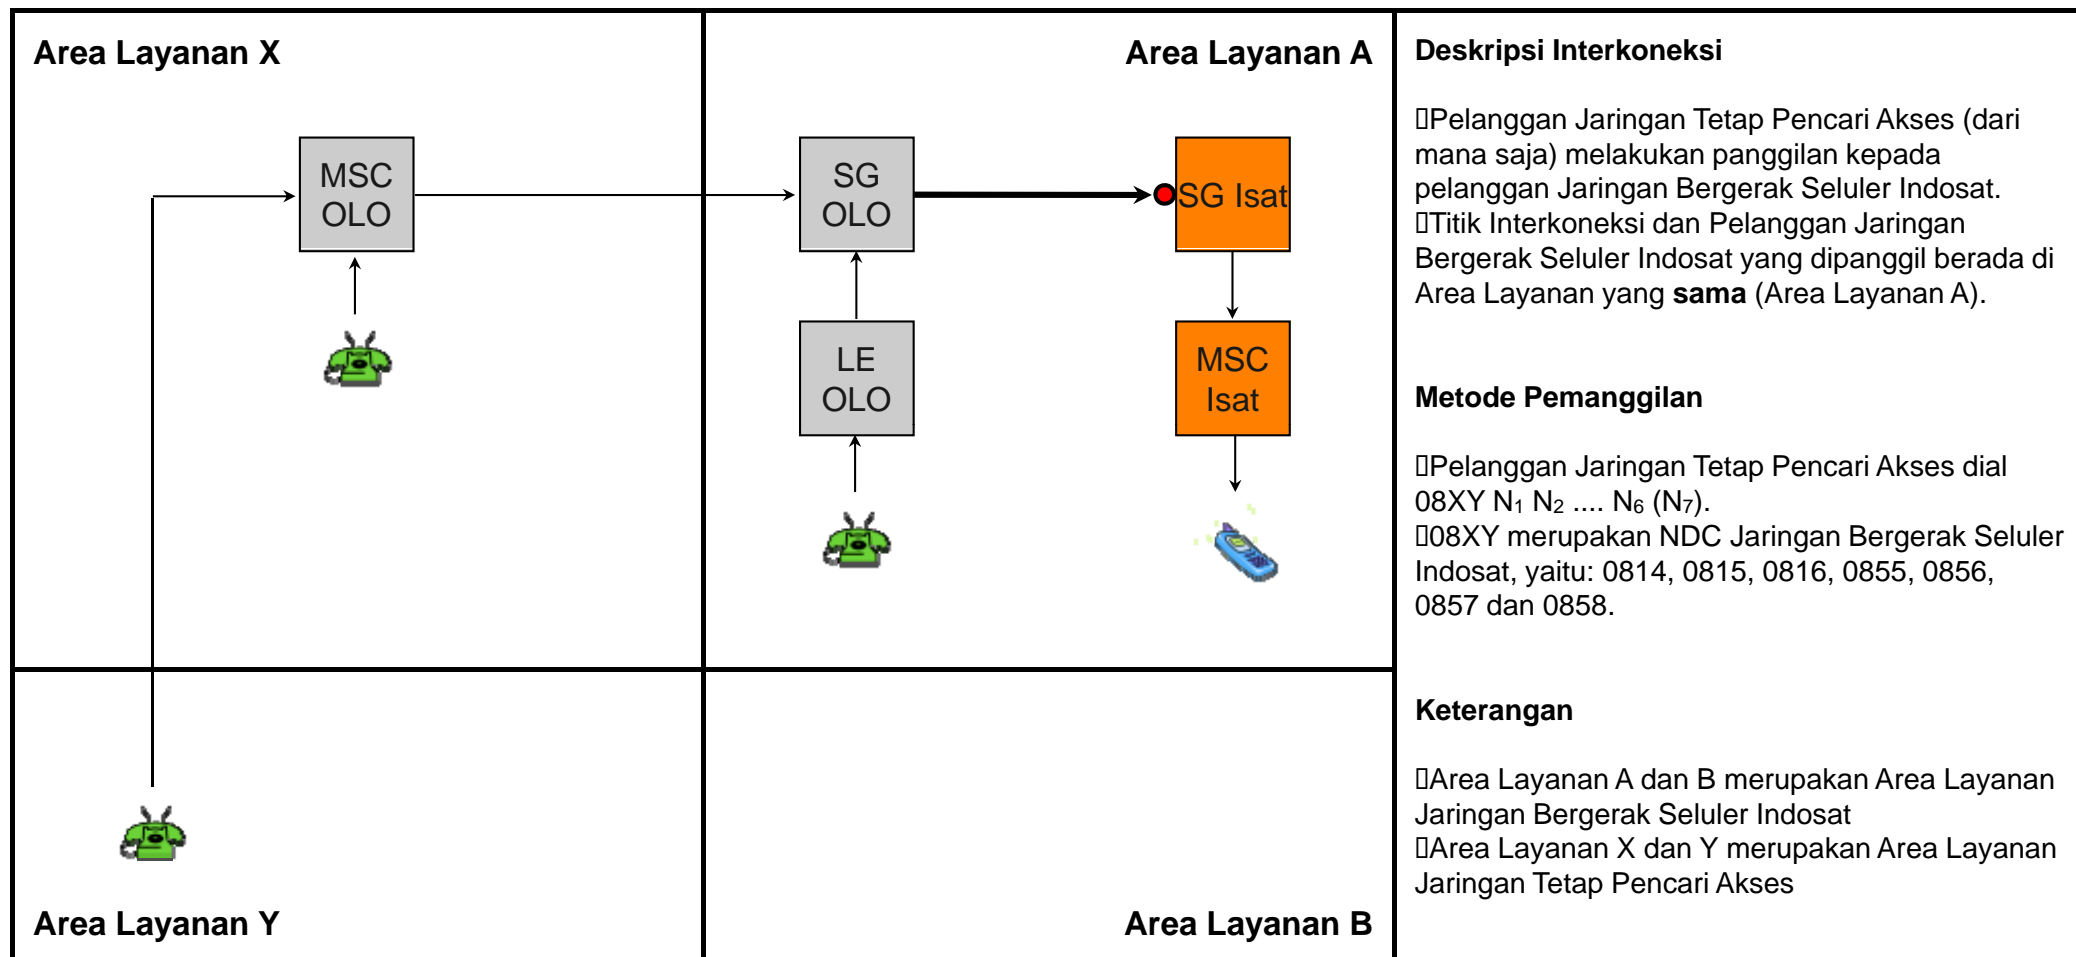 Area Layanan X
Area Layanan A
MSC
OLO
SG
OLO
SG Isat
LE
OLO
MSC
Isat
Area Layanan Y
Area Layanan B
Deskripsi Interkoneksi
Pelanggan Jaringan Tetap Pencari Akses (dari
mana saja) melakukan panggilan kepada
pelanggan Jaringan Bergerak Seluler Indosat.
Titik Interkoneksi dan Pelanggan Jaringan
Bergerak Seluler Indosat yang dipanggil berada di
Area Layanan yang sama (Area Layanan A).
Metode Pemanggilan
Pelanggan Jaringan Tetap Pencari Akses dial
08XY N₁ N₂ .... N₆ (N₇).
08XY merupakan NDC Jaringan Bergerak Seluler
Indosat, yaitu: 0814, 0815, 0816, 0855, 0856,
0857 dan 0858.
Keterangan
Area Layanan A dan B merupakan Area Layanan
Jaringan Bergerak Seluler Indosat
Area Layanan X dan Y merupakan Area Layanan
Jaringan Tetap Pencari Akses